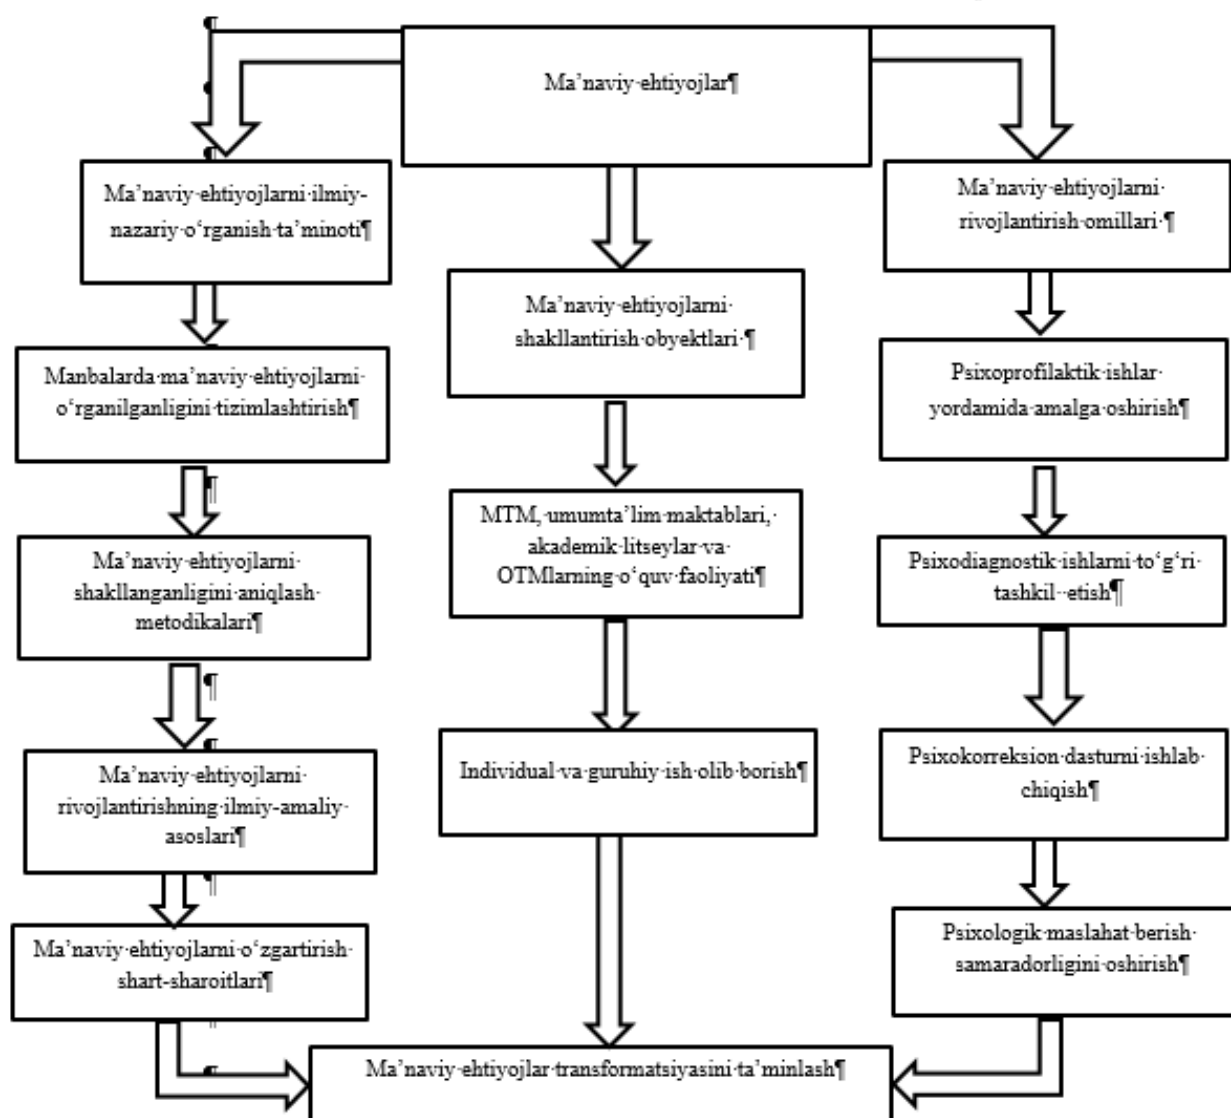 Ma’naviy ehtiyojlar
Ma’naviy ehtiyojlarni ilmiy-
nazariy o‘rganish ta’minoti
Manbalarda ma’naviy ehtiyojlarni
o‘rganilganligini tizimlashtirish
Ma’naviy ehtiyojlarni
shakllanganligini aniqlash
metodikalari
Ma’naviy ehtiyojlarni
rivojlantirishning ilmiy-amaliy
asoslari
Ma’naviy ehtiyojlarni o‘zgartirish
shart-sharoitlari
Ma’naviy ehtiyojlarni
shakllantirish obyektlari
MTM, umumta’lim maktablari,
akademik litseylar va
OTMlarning o‘quv faoliyati
Individual va guruhiy ish olib borish
Ma’naviy ehtiyojlarni
rivojlantirish omillari
Psixoprofilaktik ishlar
yordamida amalga oshirish
Psixodiagnostik ishlarni to‘g‘ri
tashkil etish
Psixokorreksion dasturni ishlab
chiqish
Psixologik maslahat berish
samaradorligini oshirish
Ma’naviy ehtiyojlar transformatsiyasini ta’minlash